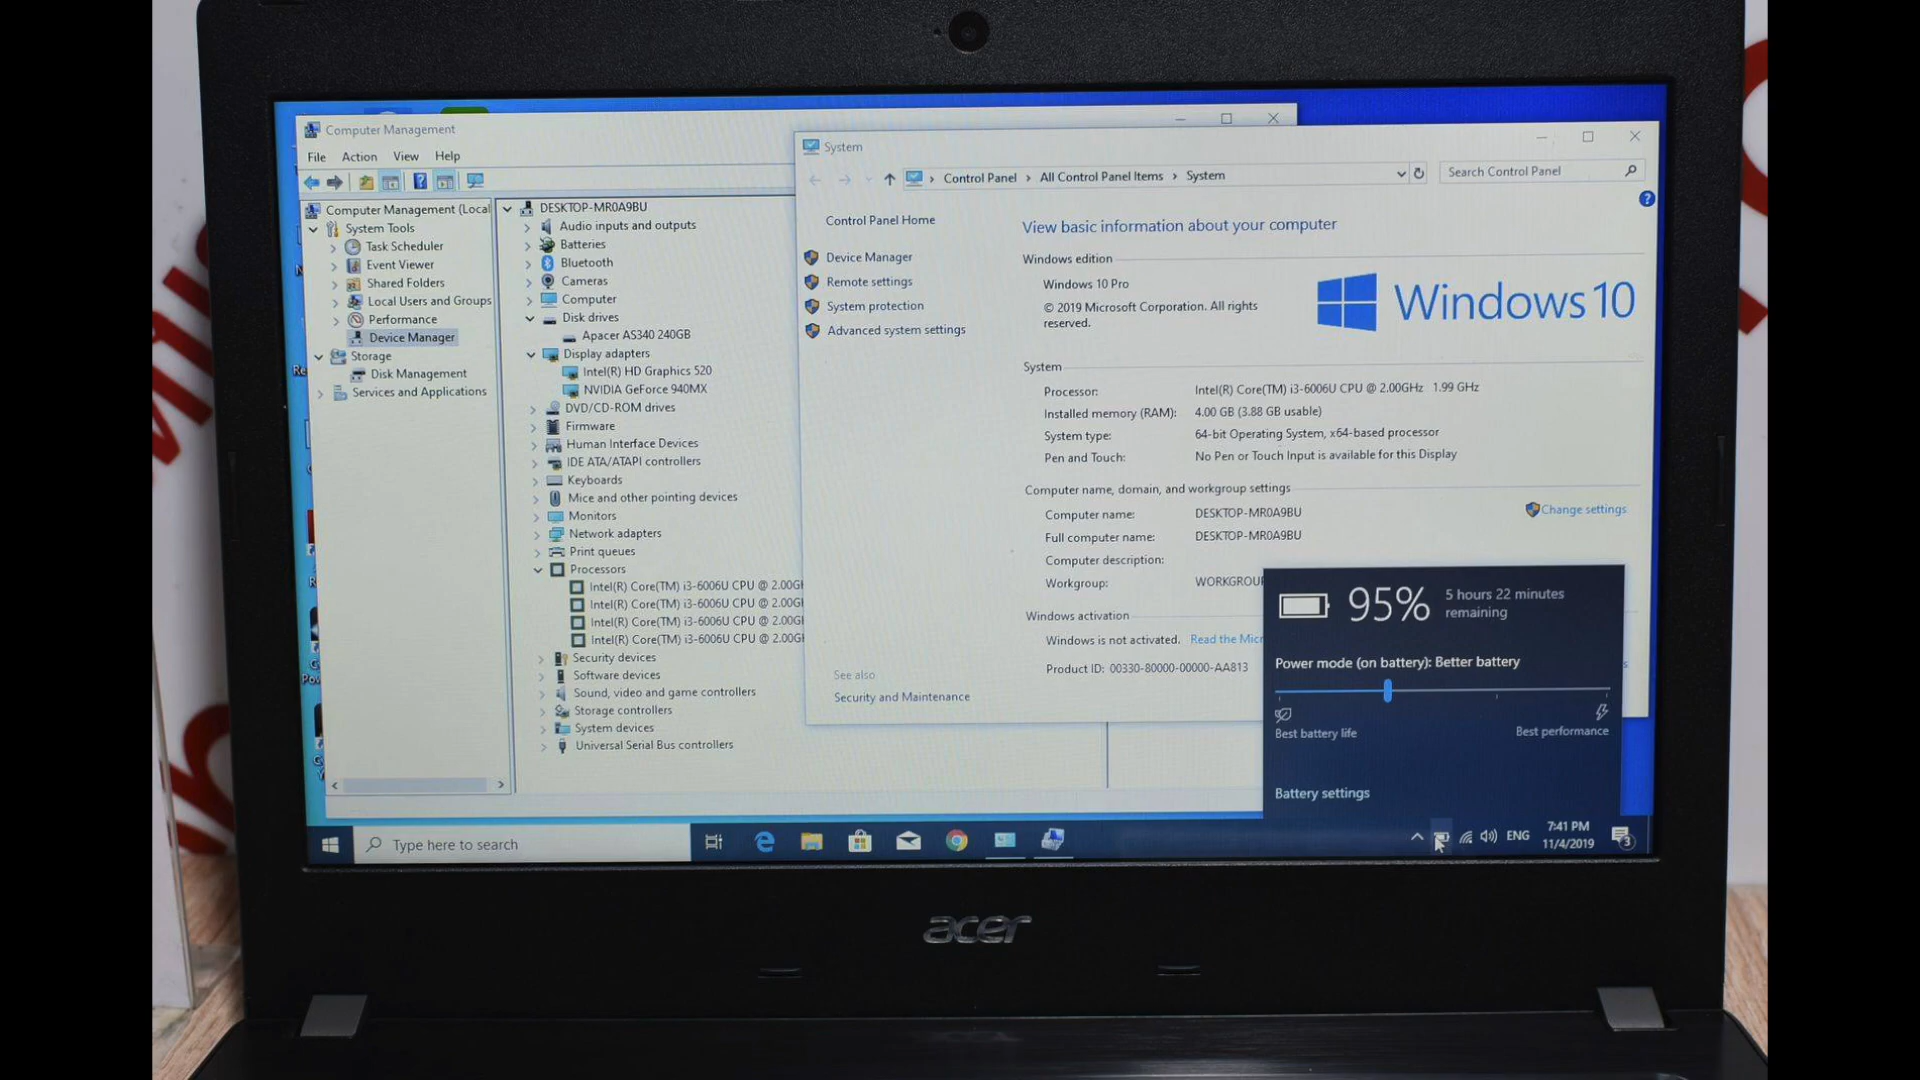 Computer Management
File Action View Help
Computer Management (Local
System Tools
Task Scheduler
Event Viewer
Shared Folders
Local Users and Groups
Performance
Device Manager
Storage
Disk Management
Services and Applications
DESKTOP-MR0A9BU
Audio inputs and outputs
Batteries
Bluetooth
Cameras
Computer
Disk drives
Apacer AS340 240GB
Display adapters
Intel(R) HD Graphics 520
NVIDIA GeForce 940MX
DVD/CD-ROM drives
Firmware
Human Interface Devices
IDE ATA/ATAPI controllers
Keyboards
Mice and other pointing devices
Monitors
Network adapters
Print queues
Processors
Intel(R) Core(TM) i3-6006U CPU @ 2.00GH
Intel(R) Core(TM) i3-6006U CPU @ 2.00GH
Intel(R) Core(TM) i3-6006U CPU @ 2.00GH
Intel(R) Core(TM) i3-6006U CPU @ 2.00GH
Security devices
Software devices
Sound, video and game controllers
Storage controllers
System devices
Universal Serial Bus controllers
System
Control Panel > All Control Panel Items > System
Search Control Panel
Control Panel Home
Device Manager
Remote settings
System protection
Advanced system settings
See also
Security and Maintenance
View basic information about your computer
Windows edition
Windows 10 Pro
© 2019 Microsoft Corporation. All rights
reserved.
Windows 10
System
Processor: Intel(R) Core(TM) i3-6006U CPU @ 2.00GHz 1.99 GHz
Installed memory (RAM): 4.00 GB (3.88 GB usable)
System type: 64-bit Operating System, x64-based processor
Pen and Touch: No Pen or Touch Input is available for this Display
Computer name, domain, and workgroup settings
Computer name: DESKTOP-MR0A9BU
Change settings
Full computer name: DESKTOP-MR0A9BU
Computer description:
Workgroup: WORKGROUP
Windows activation
Windows is not activated. Read the Micr
Product ID: 00330-80000-00000-AA813
95%
5 hours 22 minutes
remaining
Power mode (on battery): Better battery
Best battery life
Best performance
Battery settings
Type here to search
ENG
7:41 PM
11/4/2019
3
acer